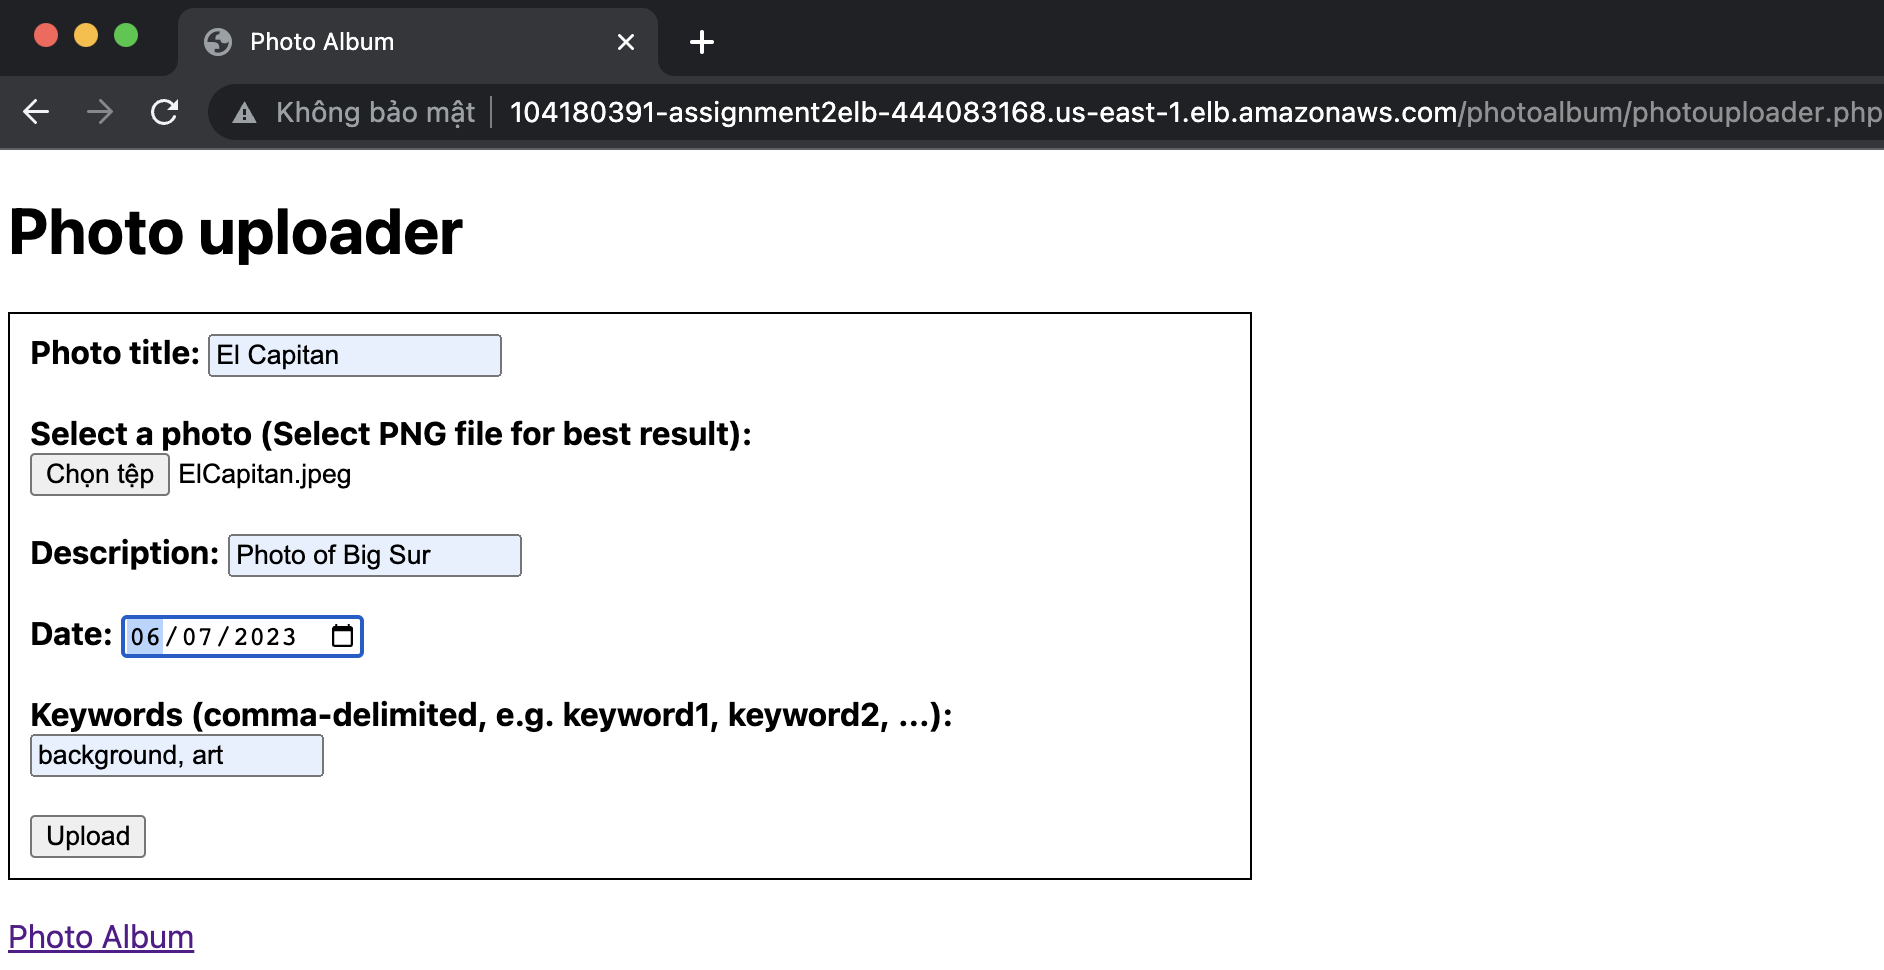 Photo Album
Không bảo mật 104180391-assignment2elb-444083168.us-east-1.elb.amazonaws.com/photoalbum/photouploader.php
Photo uploader
Photo title: El Capitan
Select a photo (Select PNG file for best result):
Chọn tệp ElCapitan.jpeg
Description: Photo of Big Sur
Date: 06/07/2023
Keywords (comma-delimited, e.g. keyword1, keyword2, ...):
background, art
Upload
Photo Album